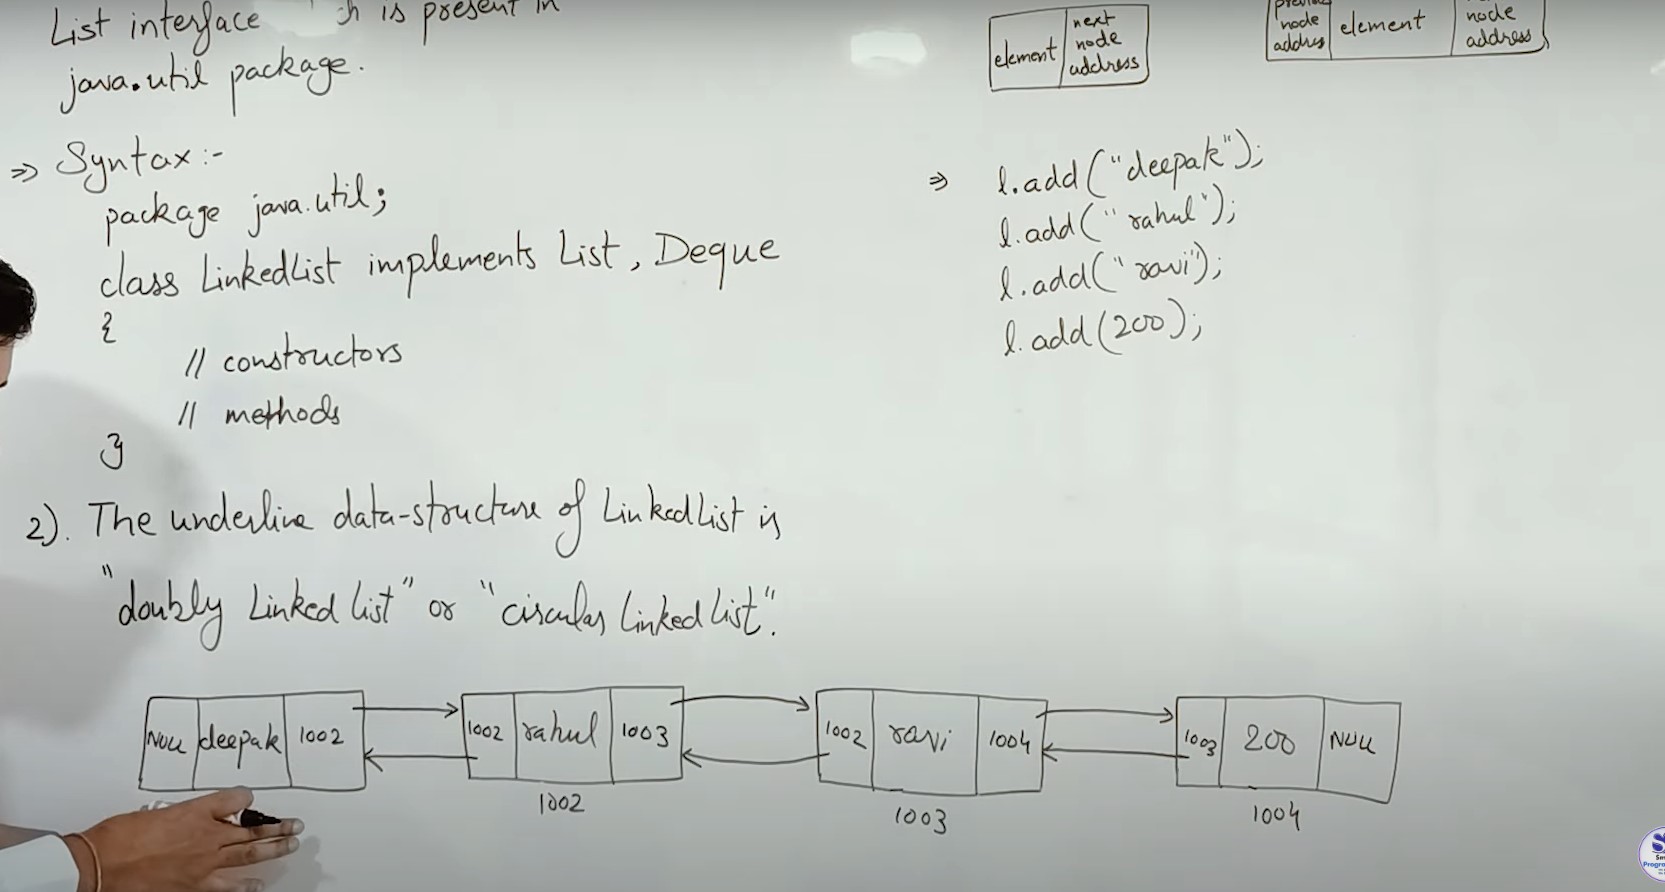 List interface ch is present in
java.util package.
element
next
node
address
previous
node
addres
element
node
address
⇒ Syntax:-
package java.util;
class LinkedList implements List, Deque
{
// constructors
// methods
}
⇒ l.add("deepak");
l.add("rahul");
l.add("ravi");
l.add(200);
2). The underline data-structure of LinkedList is
"doubly Linked list" or "circular Linked List".
NULL deepak 1002
1002 rahul 1003
1002 ravi 1004
1003 200 NULL
1002
1003
1004